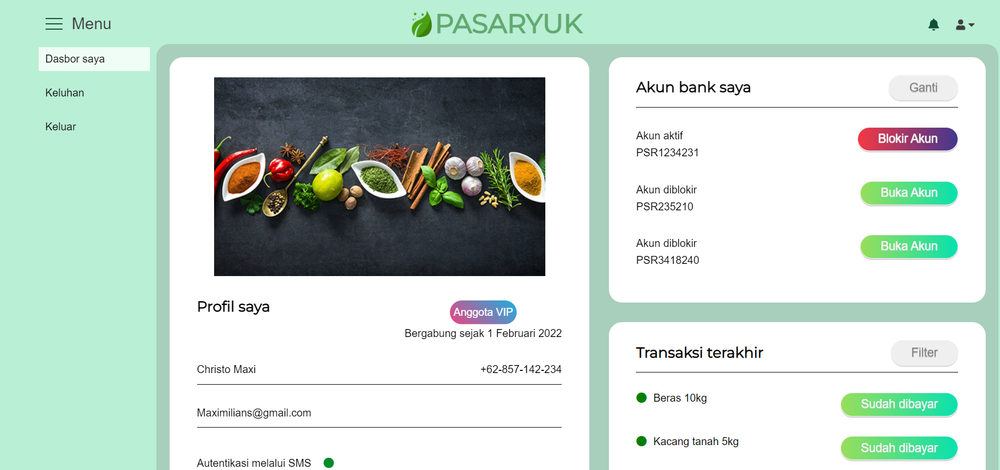 Menu
PASARYUK
Dasbor saya
Keluhan
Keluar
Profil saya
Anggota VIP
Bergabung sejak 1 Februari 2022
Christo Maxi
+62-857-142-234
Maximilians@gmail.com
Autentikasi melalui SMS
Akun bank saya
Ganti
Akun aktif
PSR1234231
Blokir Akun
Akun diblokir
PSR235210
Buka Akun
Akun diblokir
PSR3418240
Buka Akun
Transaksi terakhir
Filter
Beras 10kg
Sudah dibayar
Kacang tanah 5kg
Sudah dibayar